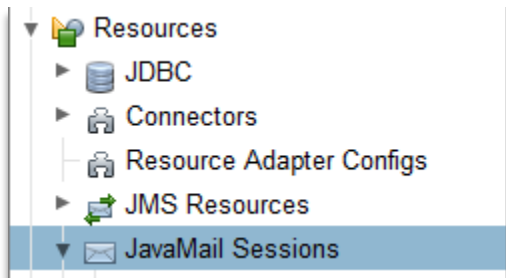 Resources
JDBC
Connectors
Resource Adapter Configs
JMS Resources
JavaMail Sessions